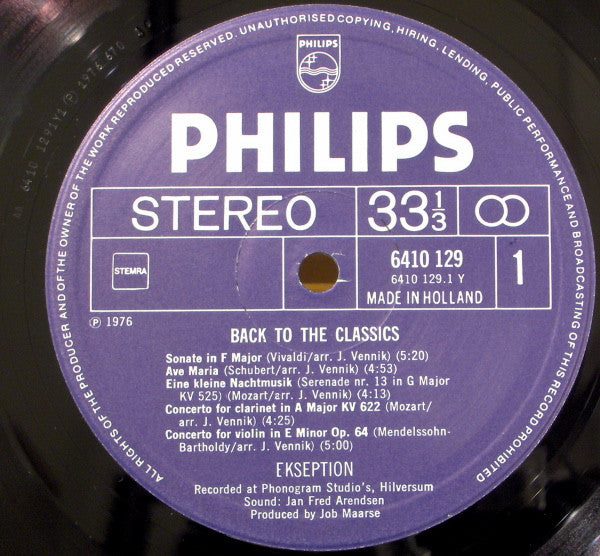 ALL RIGHTS OF THE PRODUCER AND OF THE OWNER OF THE WORK REPRODUCED RESERVED. UNAUTHORISED COPYING, HIRING, LENDING, PUBLIC PERFORMANCE AND BROADCASTING OF THIS RECORD PROHIBITED
PHILIPS
PHILIPS
STEREO 33 1/3
STEMRA
6410 129
6410 129.1 Y
MADE IN HOLLAND
1
℗ 1976
BACK TO THE CLASSICS
Sonate in F Major (Vivaldi/arr. J. Vennik) (5:20)
Ave Maria (Schubert/arr. J. Vennik) (4:53)
Eine kleine Nachtmusik (Serenade nr. 13 in G Major
KV 525) (Mozart/arr. J. Vennik) (4:13)
Concerto for clarinet in A Major KV 622 (Mozart/
arr. J. Vennik) (4:25)
Concerto for violin in E Minor Op. 64 (Mendelssohn-
Bartholdy/arr. J. Vennik) (5:00)
EKSEPTION
Recorded at Phonogram Studio's, Hilversum
Sound: Jan Fred Arendsen
Produced by Job Maarse